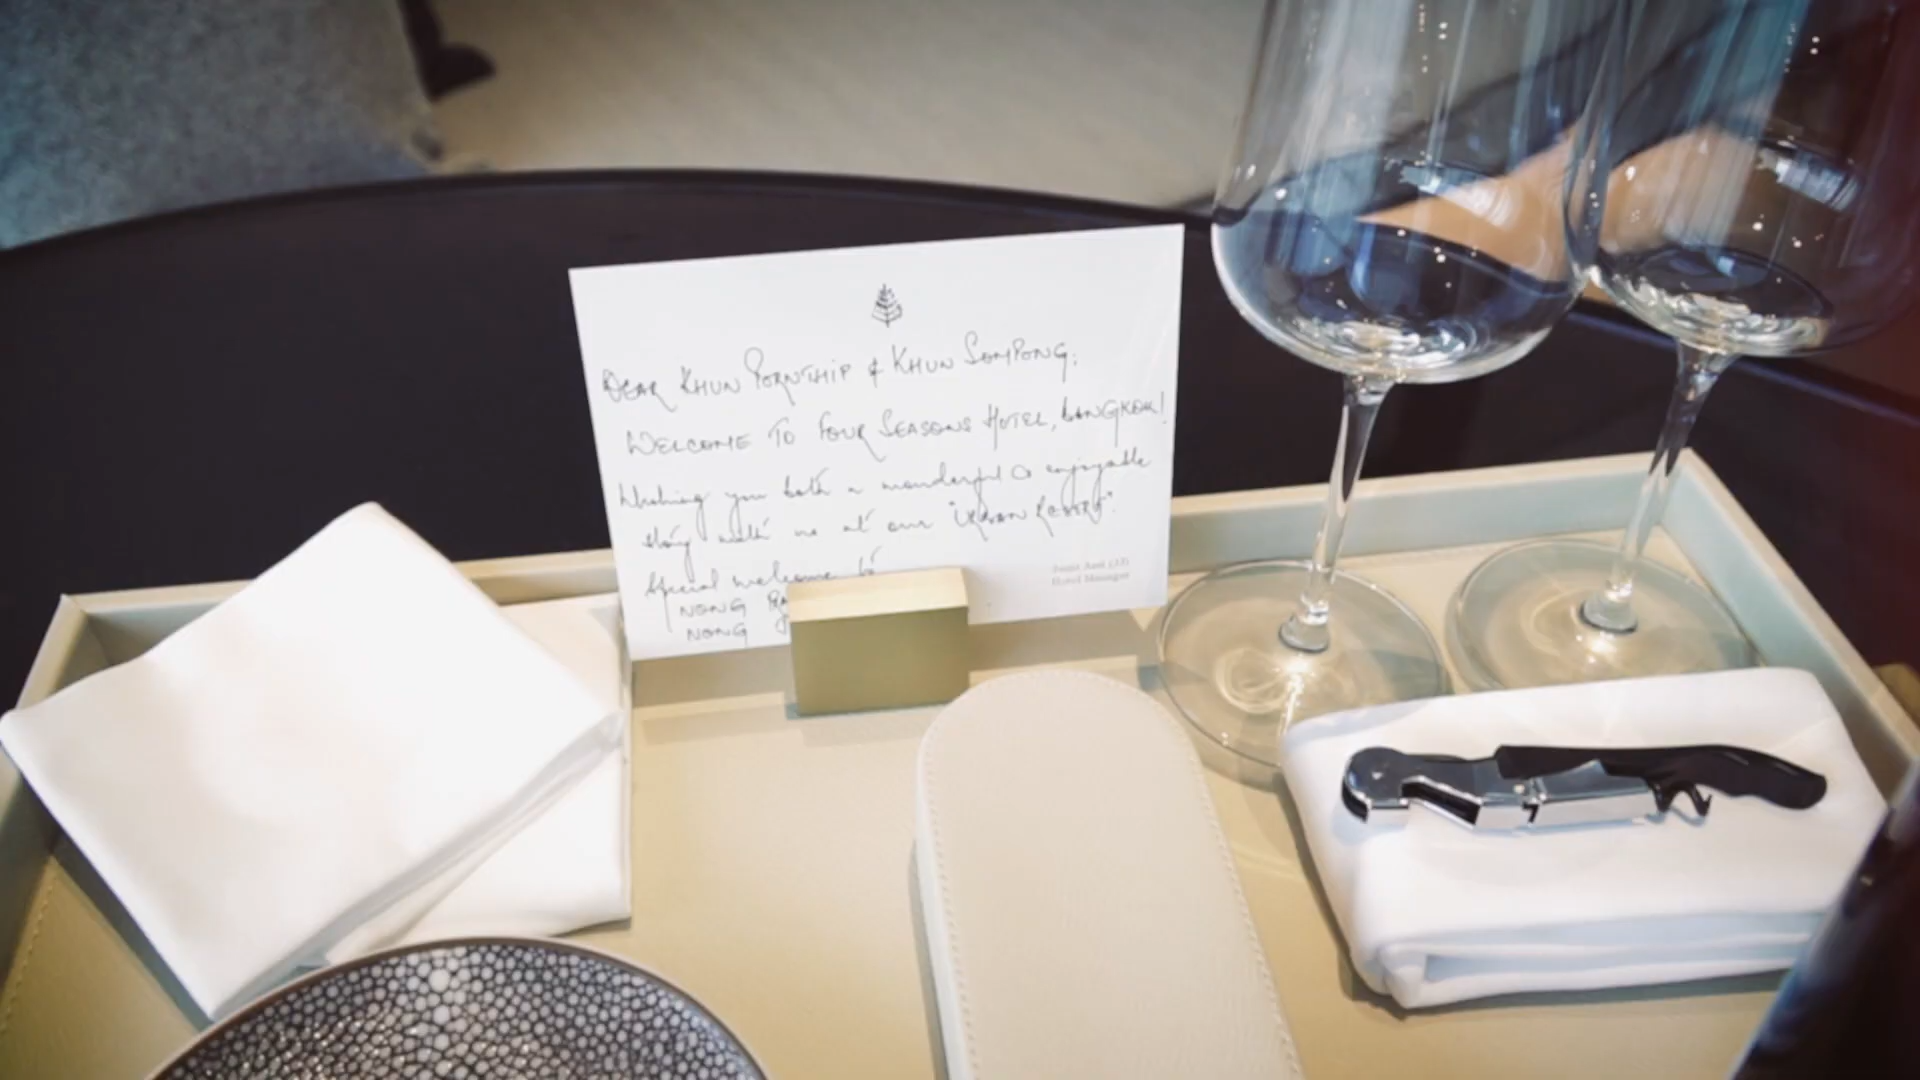 DEAR KHUN PORNTHIP & KHUN SOMPONG,
WELCOME TO FOUR SEASONS HOTEL, BANGKOK!
Wishing you both a wonderful & enjoyable
stay with us at our "URBAN RESORT".
Special welcome to
NONG
NONG
Hotel Manager